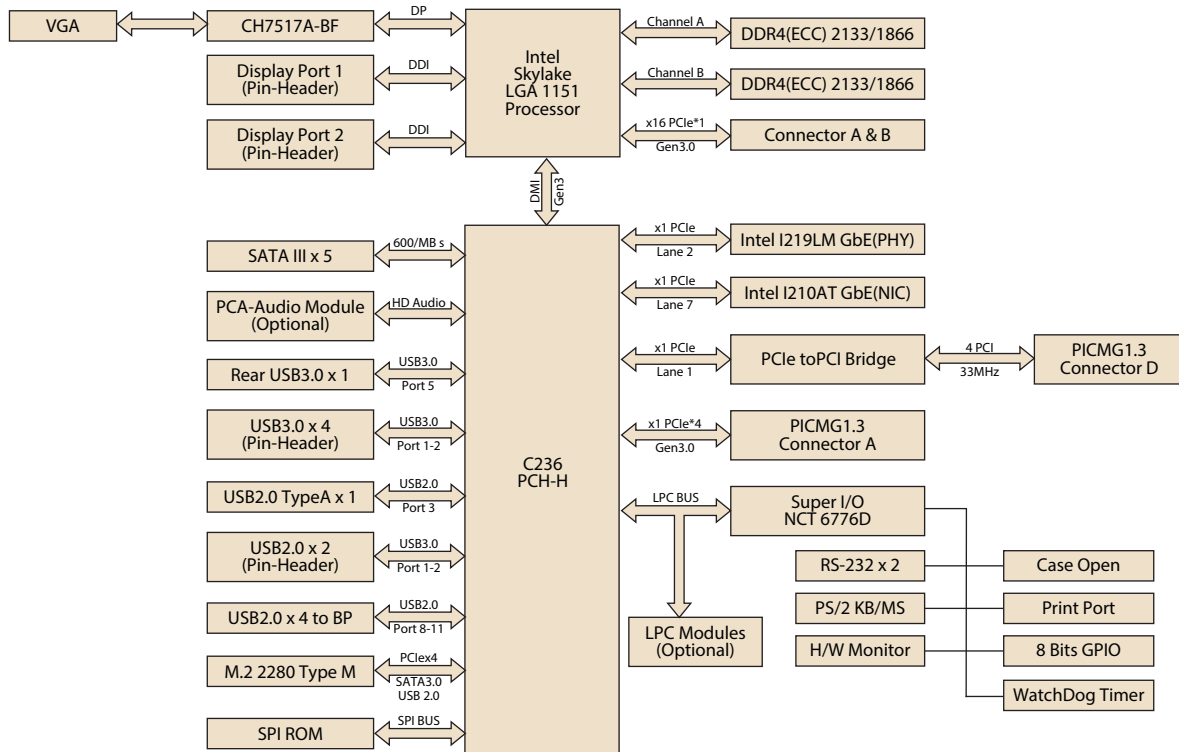 VGA
CH7517A-BF
DP
Display Port 1
(Pin-Header)
DDI
Display Port 2
(Pin-Header)
DDI
Intel
Skylake
LGA 1151
Processor
Channel A
DDR4(ECC) 2133/1866
Channel B
DDR4(ECC) 2133/1866
x16 PCIe*1
Gen3.0
Connector A & B
DMI
Gen3
SATA III x 5
600/MB s
PCA-Audio Module
(Optional)
HD Audio
Rear USB3.0 x 1
USB3.0
Port 5
USB3.0 x 4
(Pin-Header)
USB3.0
Port 1-2
USB2.0 TypeA x 1
USB2.0
Port 3
USB2.0 x 2
(Pin-Header)
USB3.0
Port 1-2
USB2.0 x 4 to BP
USB2.0
Port 8-11
M.2 2280 Type M
PCIex4
SATA3.0
USB 2.0
SPI ROM
SPI BUS
C236
PCH-H
x1 PCIe
Lane 2
Intel I219LM GbE(PHY)
x1 PCIe
Lane 7
Intel I210AT GbE(NIC)
x1 PCIe
Lane 1
PCIe toPCI Bridge
4 PCI
33MHz
PICMG1.3
Connector D
x1 PCIe*4
Gen3.0
PICMG1.3
Connector A
LPC BUS
Super I/O
NCT 6776D
LPC Modules
(Optional)
RS-232 x 2
Case Open
PS/2 KB/MS
Print Port
H/W Monitor
8 Bits GPIO
WatchDog Timer